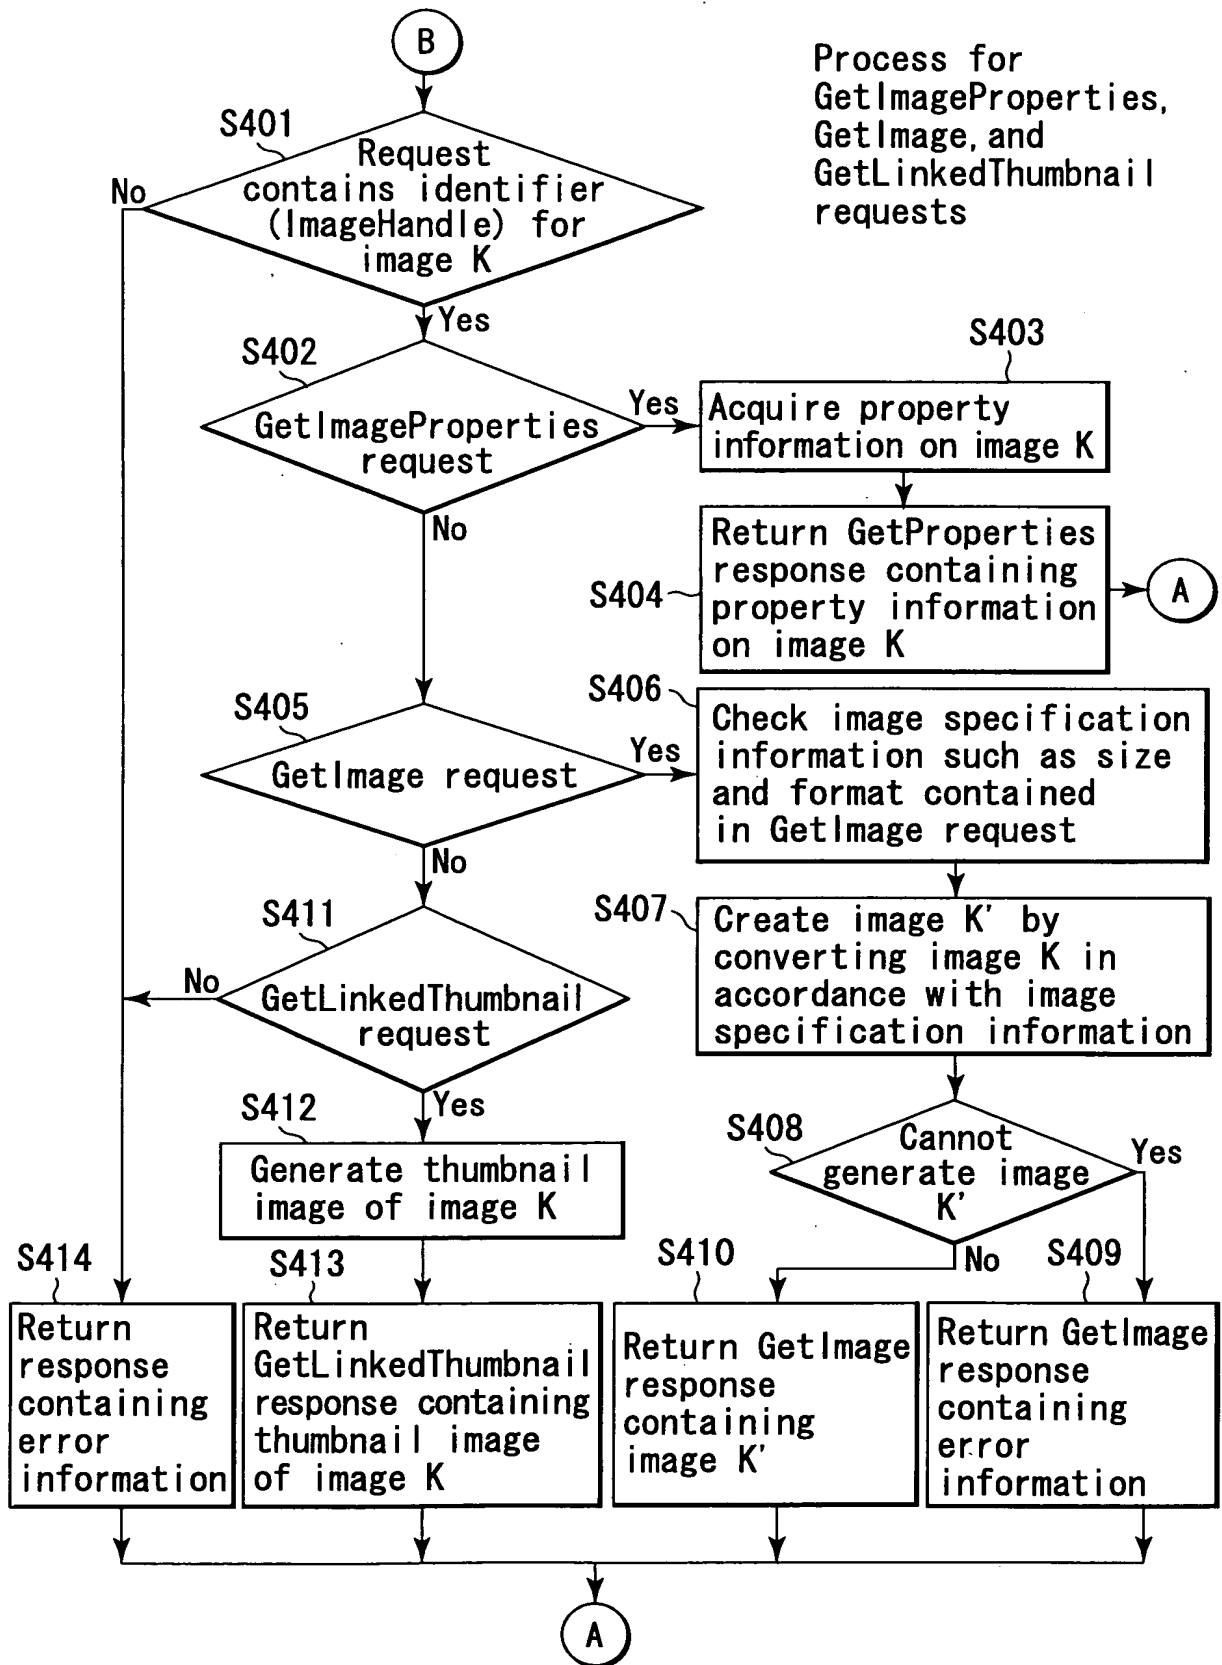 B
Process for
GetImageProperties,
GetImage, and
GetLinkedThumbnail
requests
S401
Request
contains identifier
(ImageHandle) for
image K
No
Yes
S402
GetImageProperties
request
Yes
No
S403
Acquire property
information on image K
S404
Return GetProperties
response containing
property information
on image K
A
S405
GetImage request
Yes
No
S406
Check image specification
information such as size
and format contained
in GetImage request
S407
Create image K' by
converting image K in
accordance with image
specification information
S411
GetLinkedThumbnail
request
No
Yes
S408
Cannot
generate image
K'
Yes
No
S412
Generate thumbnail
image of image K
S414
Return
response
containing
error
information
S413
Return
GetLinkedThumbnail
response containing
thumbnail image
of image K
S410
Return GetImage
response
containing
image K'
S409
Return GetImage
response
containing
error
information
A